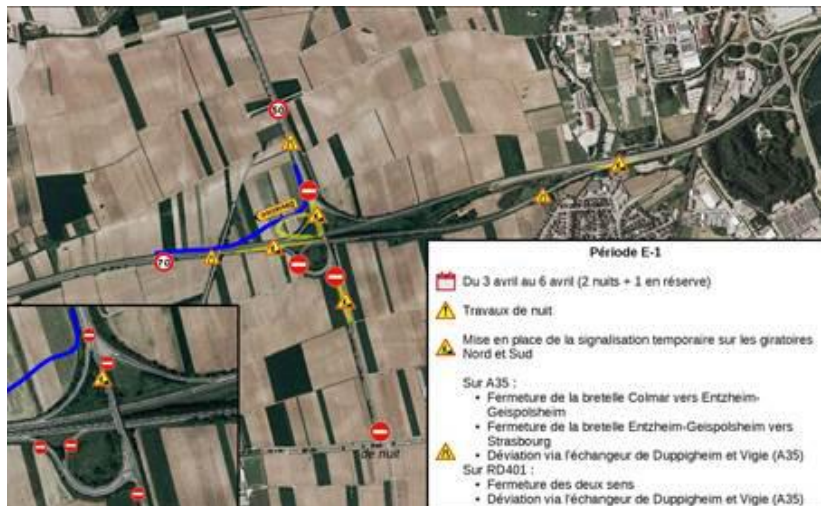 50
Déviation
70
de nuit
Période E-1
Du 3 avril au 6 avril (2 nuits + 1 en réserve)
Travaux de nuit
Mise en place de la signalisation temporaire sur les giratoires
Nord et Sud
Sur A35 :
• Fermeture de la bretelle Colmar vers Entzheim-
Geispolsheim
• Fermeture de la bretelle Entzheim-Geispolsheim vers
Strasbourg
• Déviation via l'échangeur de Duppigheim et Vigie (A35)
Sur RD401 :
• Fermeture des deux sens
• Déviation via l'échangeur de Duppigheim et Vigie (A35)